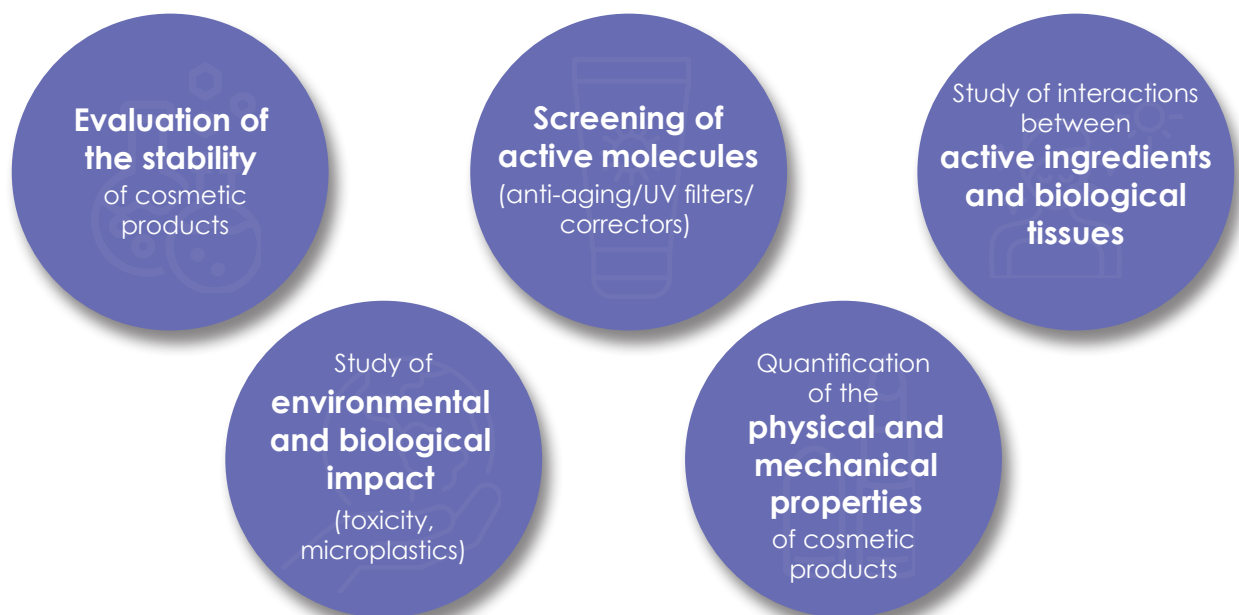 Evaluation of
the stability
of cosmetic
products
Screening of
active molecules
(anti-aging/UV filters/
correctors)
Study of interactions
between
active ingredients
and biological
tissues
Study of
environmental
and biological
impact
(toxicity,
microplastics)
Quantification
of the
physical and
mechanical
properties
of cosmetic
products